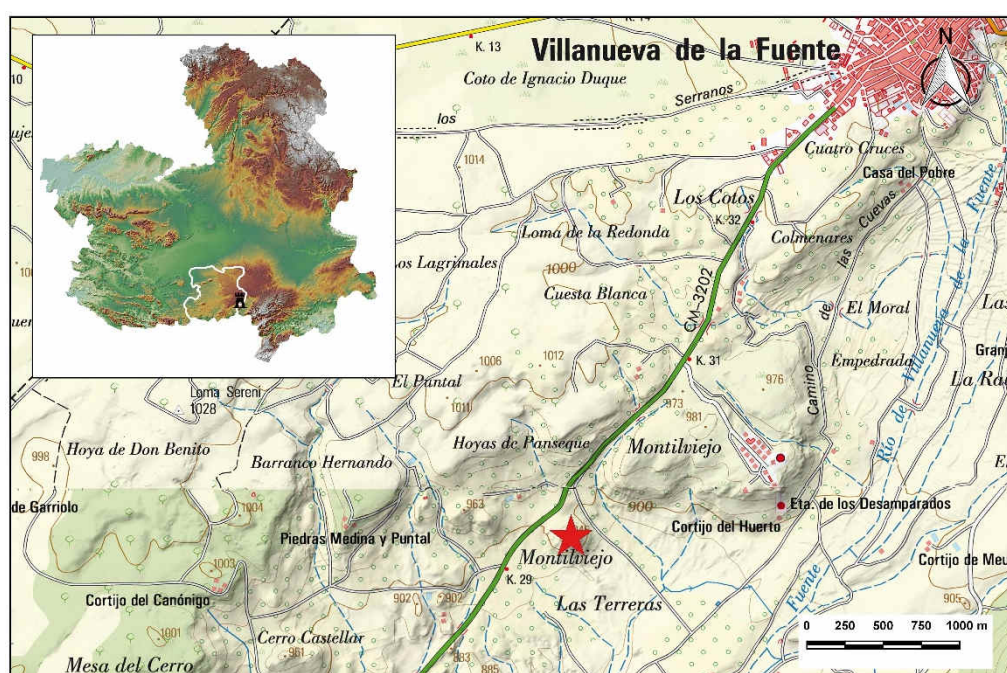 K. 13
K. 14
Villanueva de la Fuente
N
10
Coto de Ignacio Duque
Serranos
los
1014
Cuatro Cruces
Casa del Pobre
Los Cotos
K. 32
Loma de la Redonda
Colmenares
las Cuevas
Fuente
Los Lagrimales
1000
Cuesta Blanca
CM-3202
de
El Moral
Río de Villanueva de la
K. 31
Empedrada
1006
1012
976
El Puntal
973
Camino
Loma Sereni
1028
1011
981
Hoya de Don Benito
Hoyas de Panseque
Montilviejo
998
Barranco Hernando
de Garriolo
1004
963
900
Eta. de los Desamparados
Piedras Medina y Puntal
Cortijo del Huerto
Montilviejo
1003
K. 29
Cortijo de Meu
Cortijo del Canónigo
902
902
Las Terreras
Fuente
905
Cerro Castellar
1001
961
883
885
Mesa del Cerro
0 250 500 750 1000 m